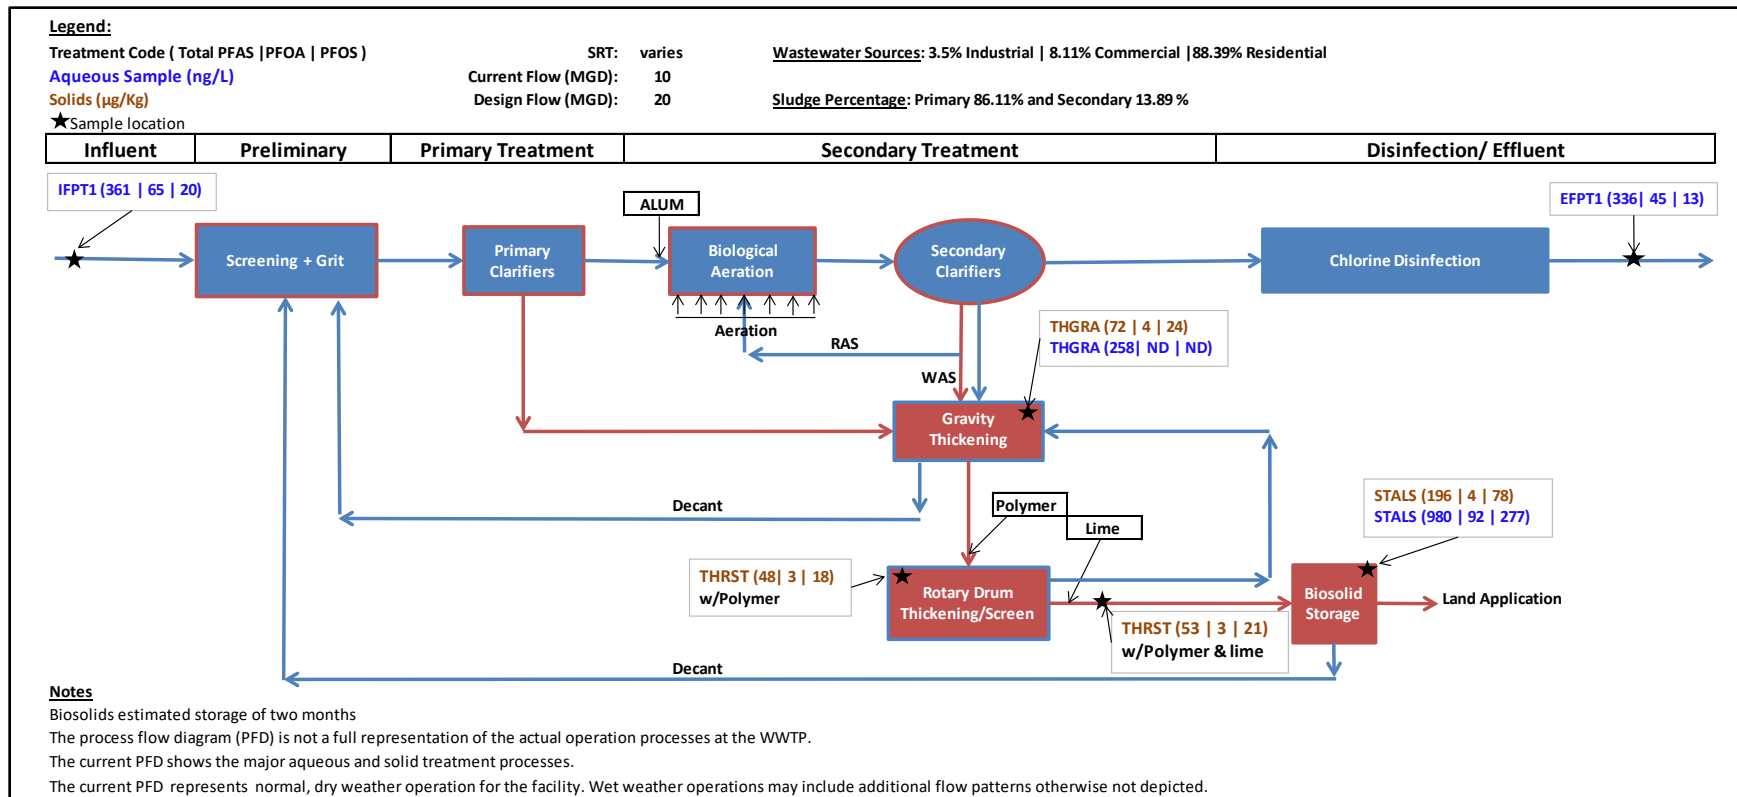 Legend:
Treatment Code ( Total PFAS |PFOA | PFOS )
SRT: varies
Wastewater Sources: 3.5% Industrial | 8.11% Commercial |88.39% Residential
Aqueous Sample (ng/L)
Current Flow (MGD): 10
Solids (µg/Kg)
Design Flow (MGD): 20
Sludge Percentage: Primary 86.11% and Secondary 13.89 %
★Sample location
Influent
Preliminary
Primary Treatment
Secondary Treatment
Disinfection/ Effluent
IFPT1 (361 | 65 | 20)
ALUM
EFPT1 (336| 45 | 13)
Screening + Grit
Primary
Clarifiers
Biological
Aeration
Secondary
Clarifiers
Chlorine Disinfection
Aeration
RAS
WAS
THGRA (72 | 4 | 24)
THGRA (258| ND | ND)
Gravity
Thickening
Decant
Polymer
Lime
STALS (196 | 4 | 78)
STALS (980 | 92 | 277)
THRST (48| 3 | 18)
w/Polymer
Rotary Drum
Thickening/Screen
THRST (53 | 3 | 21)
w/Polymer & lime
Biosolid
Storage
Land Application
Decant
Notes
Biosolids estimated storage of two months
The process flow diagram (PFD) is not a full representation of the actual operation processes at the WWTP.
The current PFD shows the major aqueous and solid treatment processes.
The current PFD represents  normal, dry weather operation for the facility. Wet weather operations may include additional flow patterns otherwise not depicted.